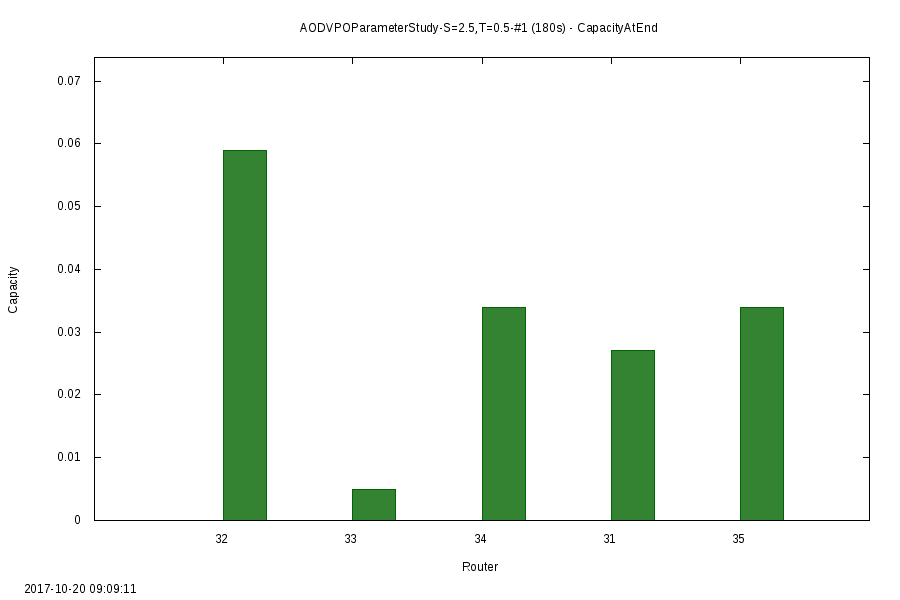 AODVPOParameterStudy-S=2.5,T=0.5-#1 (180s) - CapacityAtEnd
0.07
0.06
0.05
0.04
0.03
0.02
0.01
0
Capacity
32 33 34 31 35
Router
2017-10-20 09:09:11